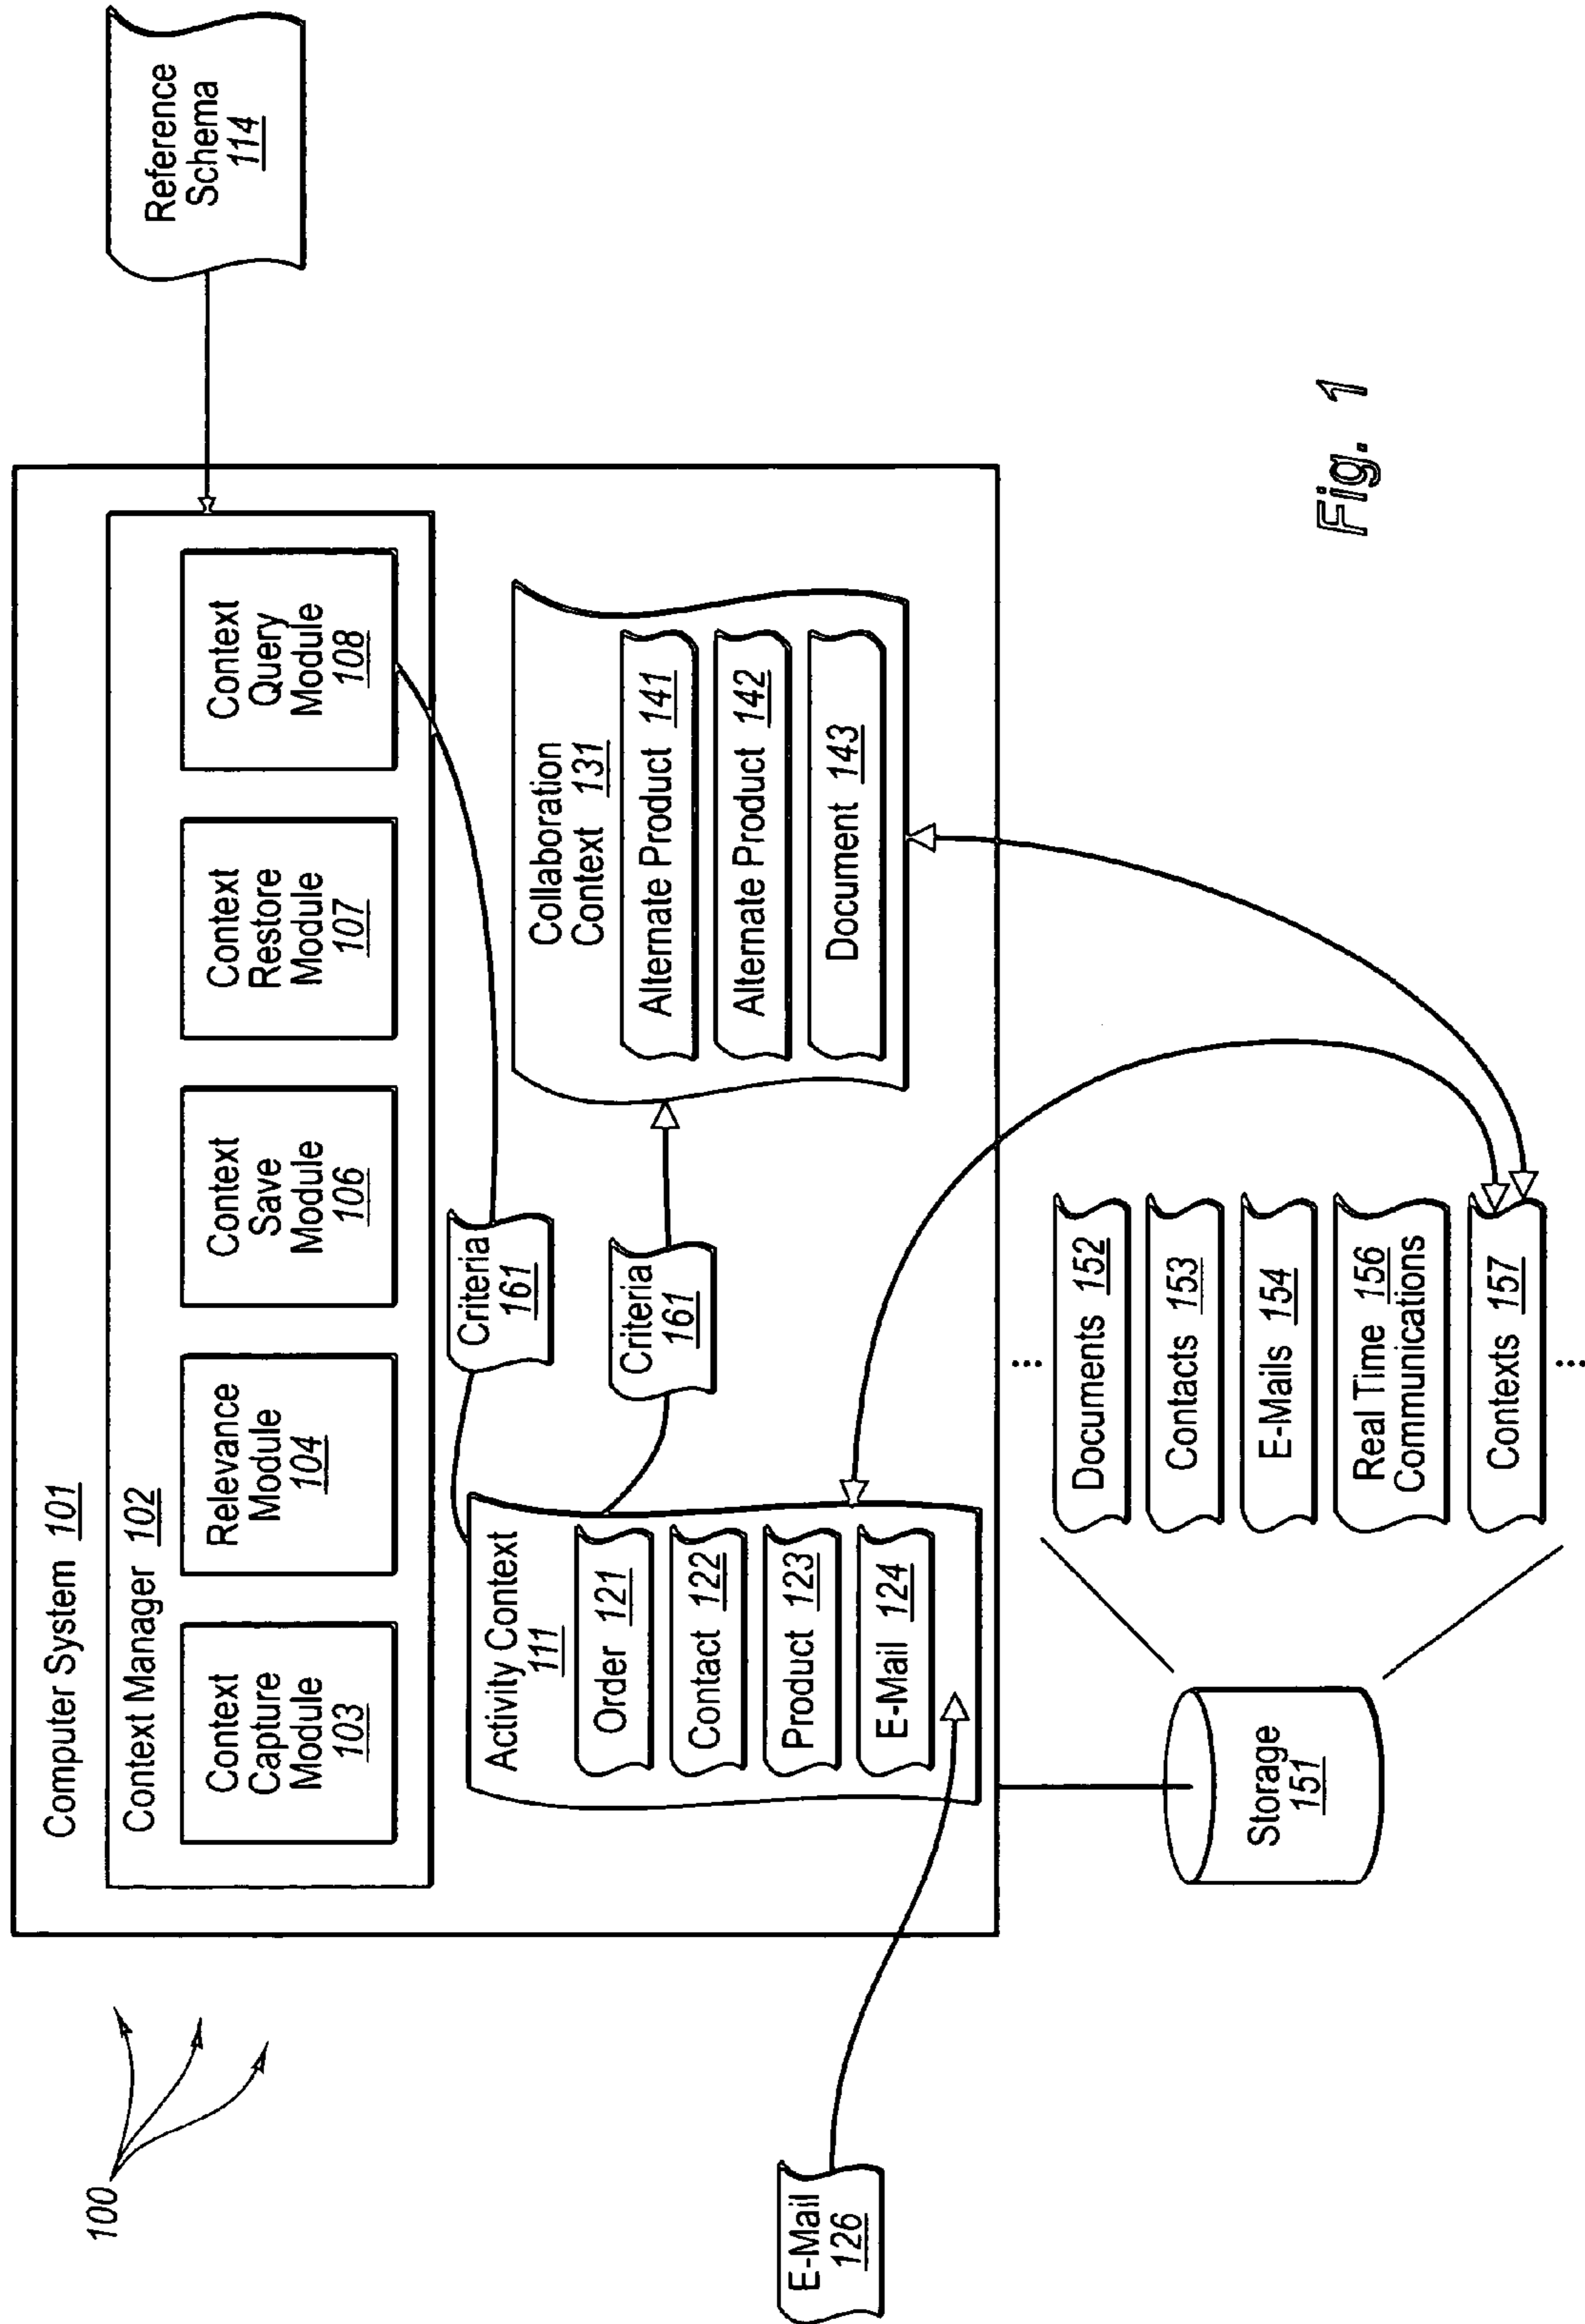 100
Computer System 101
Context Manager 102
Context
Capture
Module
103
Relevance
Module
104
Context
Save
Module
106
Context
Restore
Module
107
Context
Query
Module
108
Reference
Schema
114
Activity Context
111
Order 121
Contact 122
Product 123
E-Mail 124
Criteria
161
Criteria
161
Collaboration
Context 131
Alternate Product 141
Alternate Product 142
Document 143
E-Mail
126
Storage
151
⋮
Documents 152
Contacts 153
E-Mails 154
Real Time 156
Communications
Contexts 157
⋮
Fig. 1